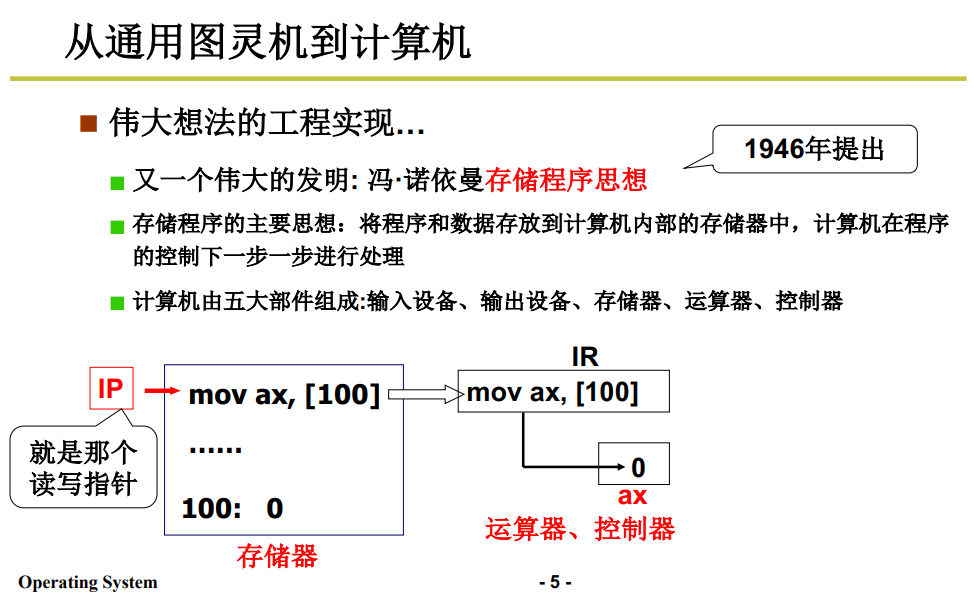 从通用图灵机到计算机
伟大想法的工程实现…
1946年提出
又一个伟大的发明: 冯·诺依曼存储程序思想
存储程序的主要思想：将程序和数据存放到计算机内部的存储器中，计算机在程序
的控制下一步一步进行处理
计算机由五大部件组成:输入设备、输出设备、存储器、运算器、控制器
IR
IP
mov ax, [100]
mov ax, [100]
就是那个
读写指针
……
0
ax
100: 0
运算器、控制器
存储器
Operating System
- 5 -